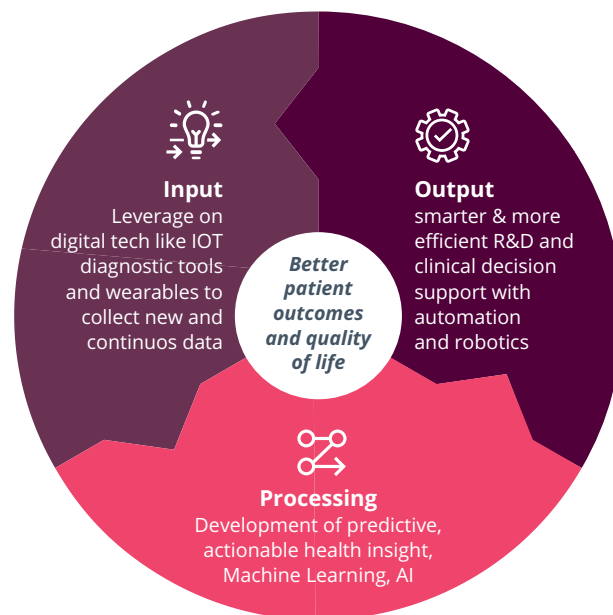 Input
Leverage on
digital tech like IOT
diagnostic tools
and wearables to
collect new and
continuos data
Output
smarter & more
efficient R&D and
clinical decision
support with
automation
and robotics
Better
patient
outcomes
and quality
of life
Processing
Development of predictive,
actionable health insight,
Machine Learning, AI